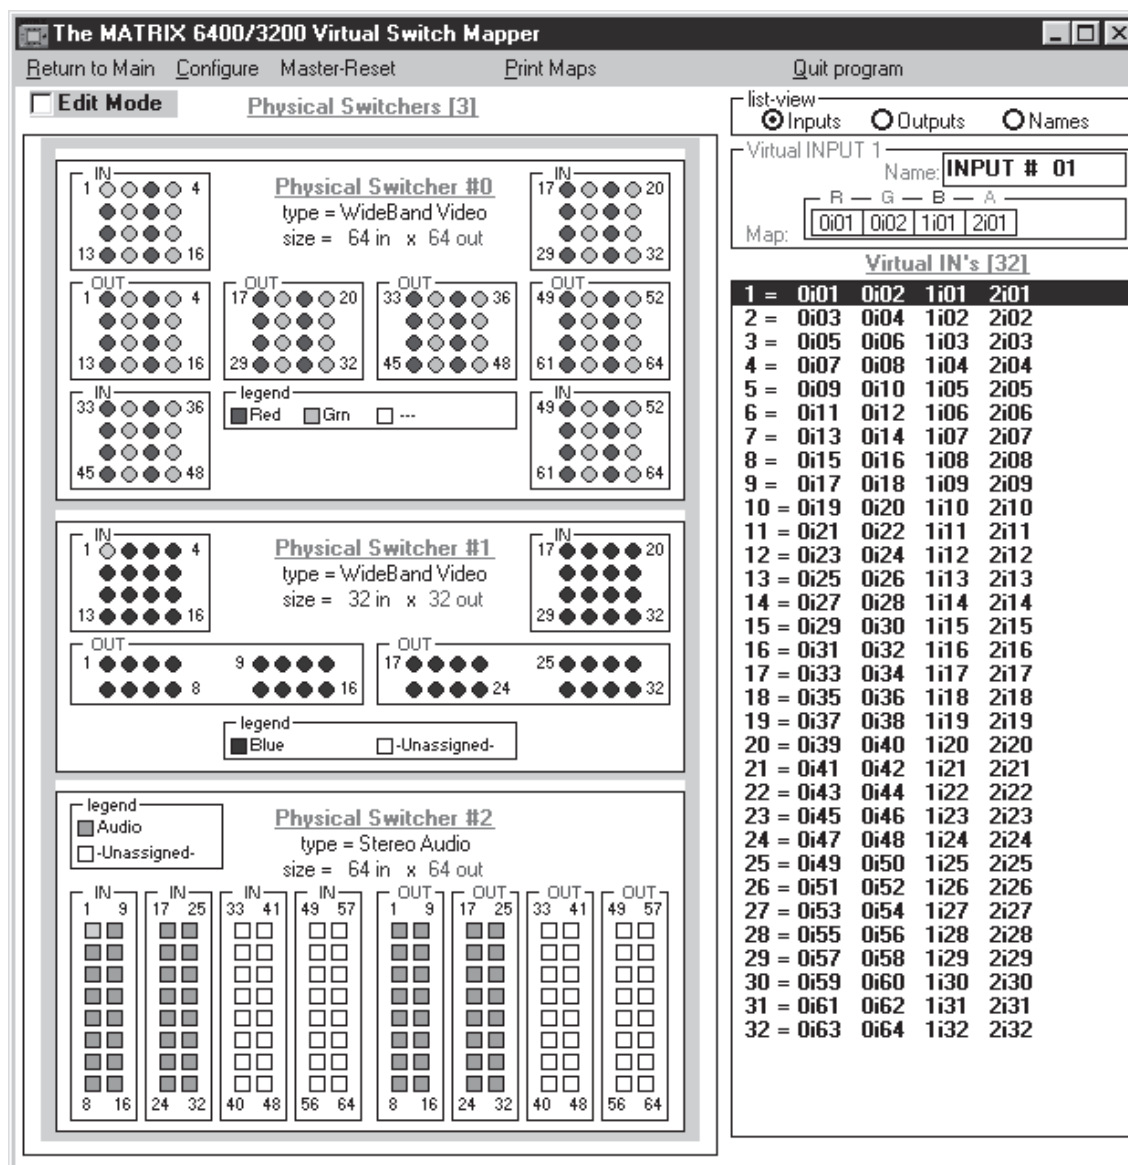 The MATRIX 6400/3200 Virtual Switch Mapper
Return to Main Configure Master-Reset Print Maps Quit program
Edit Mode
Physical Switchers [3]
IN
1 4
13 16
Physical Switcher #0
type = WideBand Video
size = 64 in x 64 out
IN
17 20
29 32
OUT
1 4
13 16
OUT
17 20
29 32
OUT
33 36
45 48
OUT
49 52
61 64
IN
33 36
45 48
legend
Red Grn ---
IN
49 52
61 64
IN
1 4
13 16
Physical Switcher #1
type = WideBand Video
size = 32 in x 32 out
IN
17 20
29 32
OUT
1 9
8 16
OUT
17 25
24 32
legend
Blue -Unassigned-
legend
Audio
-Unassigned-
Physical Switcher #2
type = Stereo Audio
size = 64 in x 64 out
IN IN IN IN OUT OUT OUT OUT
1 9 17 25 33 41 49 57 1 9 17 25 33 41 49 57
8 16 24 32 40 48 56 64 8 16 24 32 40 48 56 64
list-view
Inputs Outputs Names
Virtual INPUT 1
Name: INPUT # 01
R — G — B — A
Map: 0i01 0i02 1i01 2i01
Virtual IN's [32]
1 = 0i01 0i02 1i01 2i01
2 = 0i03 0i04 1i02 2i02
3 = 0i05 0i06 1i03 2i03
4 = 0i07 0i08 1i04 2i04
5 = 0i09 0i10 1i05 2i05
6 = 0i11 0i12 1i06 2i06
7 = 0i13 0i14 1i07 2i07
8 = 0i15 0i16 1i08 2i08
9 = 0i17 0i18 1i09 2i09
10 = 0i19 0i20 1i10 2i10
11 = 0i21 0i22 1i11 2i11
12 = 0i23 0i24 1i12 2i12
13 = 0i25 0i26 1i13 2i13
14 = 0i27 0i28 1i14 2i14
15 = 0i29 0i30 1i15 2i15
16 = 0i31 0i32 1i16 2i16
17 = 0i33 0i34 1i17 2i17
18 = 0i35 0i36 1i18 2i18
19 = 0i37 0i38 1i19 2i19
20 = 0i39 0i40 1i20 2i20
21 = 0i41 0i42 1i21 2i21
22 = 0i43 0i44 1i22 2i22
23 = 0i45 0i46 1i23 2i23
24 = 0i47 0i48 1i24 2i24
25 = 0i49 0i50 1i25 2i25
26 = 0i51 0i52 1i26 2i26
27 = 0i53 0i54 1i27 2i27
28 = 0i55 0i56 1i28 2i28
29 = 0i57 0i58 1i29 2i29
30 = 0i59 0i60 1i30 2i30
31 = 0i61 0i62 1i31 2i31
32 = 0i63 0i64 1i32 2i32